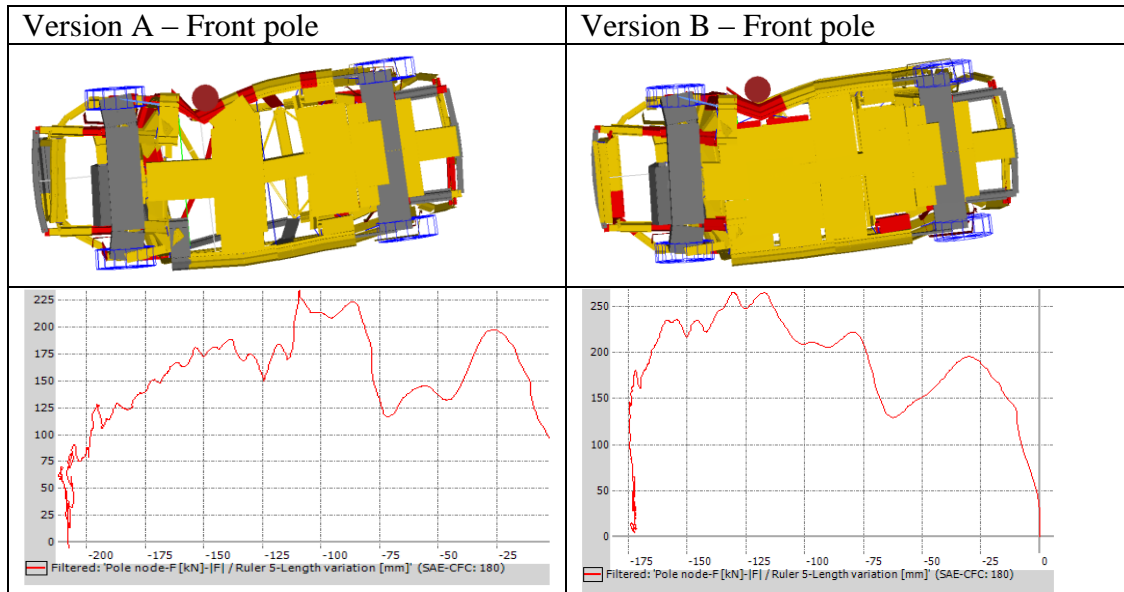 Version A – Front pole
Version B – Front pole
225
200
175
150
125
100
75
50
25
0
-200 -175 -150 -125 -100 -75 -50 -25
Filtered: 'Pole node-F [kN]-|F| / Ruler 5-Length variation [mm]' (SAE-CFC: 180)
250
200
150
100
50
0
-175 -150 -125 -100 -75 -50 -25 0
Filtered: 'Pole node-F [kN]-|F| / Ruler 5-Length variation [mm]' (SAE-CFC: 180)